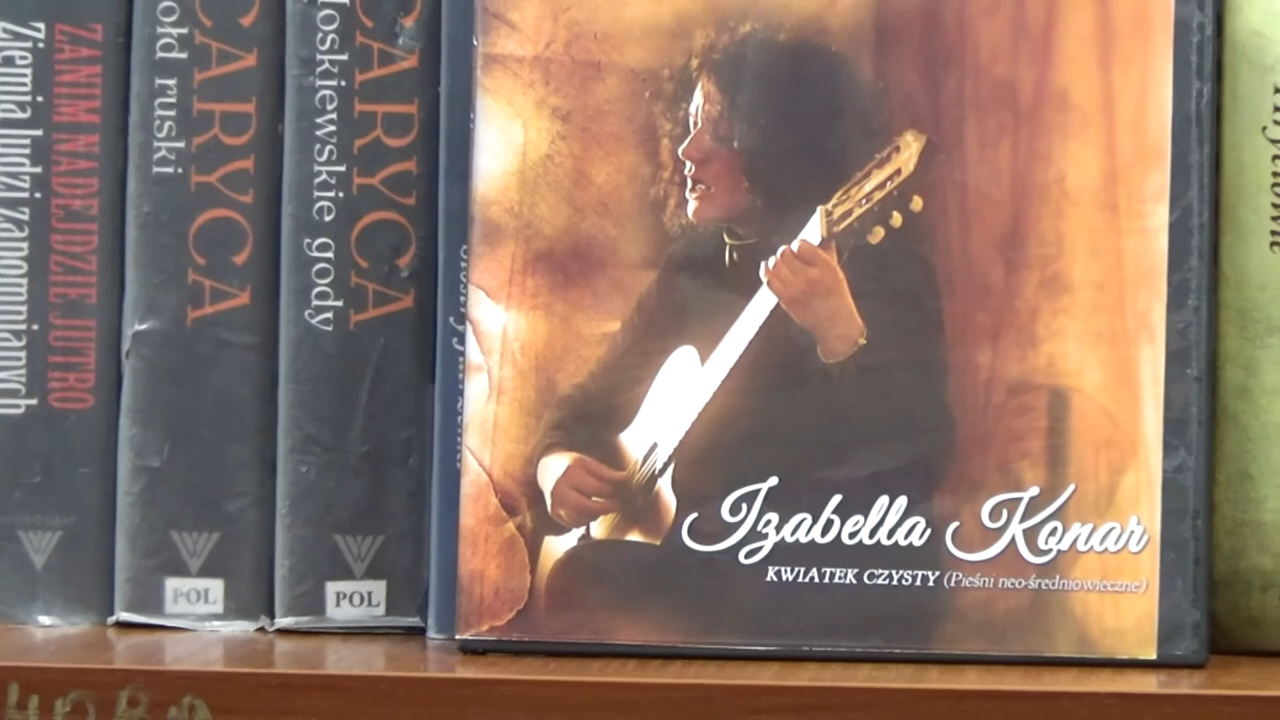 ZANIM NADEJDZIE JUTRO
Ziemia ludzi zapomnianych
CARYCA
ołd ruski
POL
CARYCA
oskiewskie gody
POL
Izabella Konar
KWIATEK CZYSTY (Pieśni neo-średniowieczne)